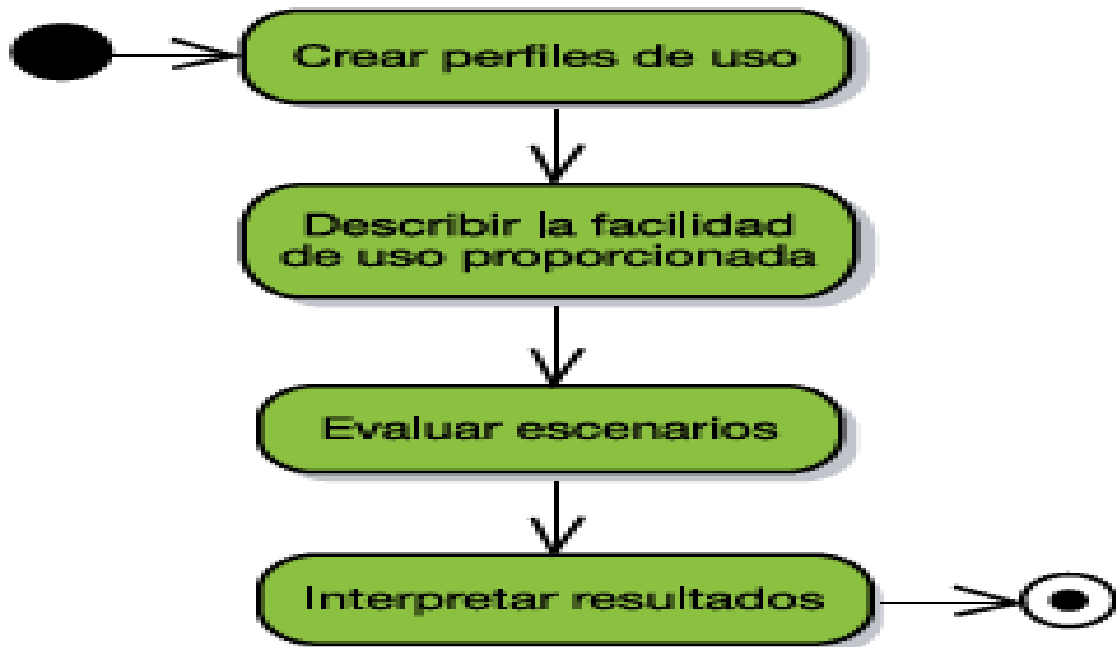 Crear perfiles de uso
Describir la facilidad
de uso proporcionada
Evaluar escenarios
Interpretar resultados